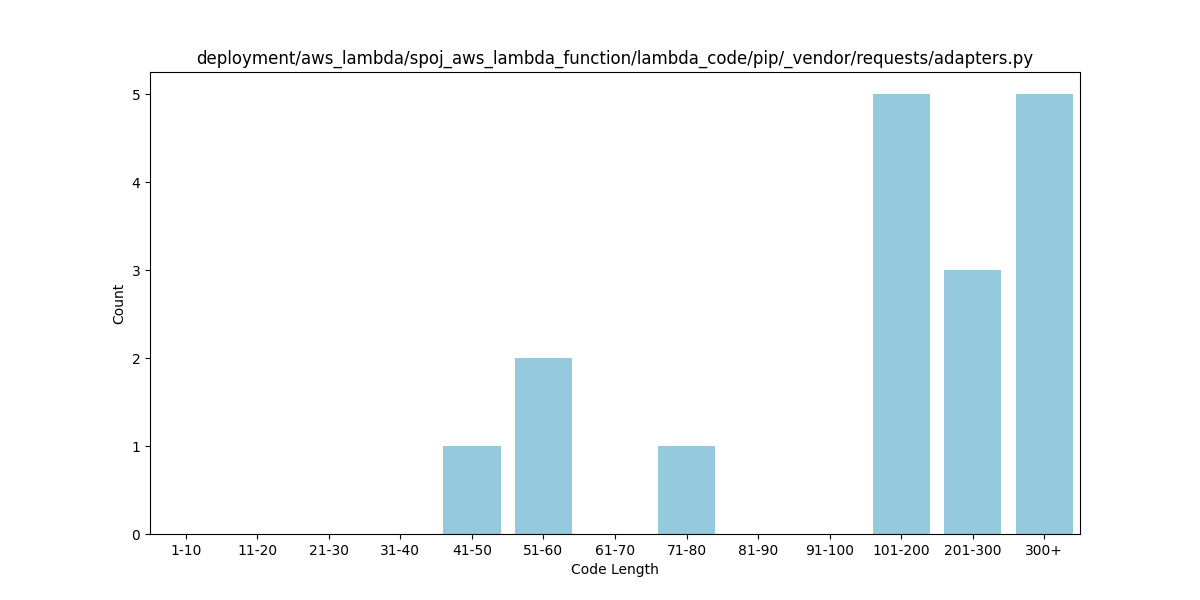 deployment/aws_lambda/spoj_aws_lambda_function/lambda_code/pip/_vendor/requests/adapters.py
Count
5
4
3
2
1
0
1-10 11-20 21-30 31-40 41-50 51-60 61-70 71-80 81-90 91-100 101-200 201-300 300+
Code Length